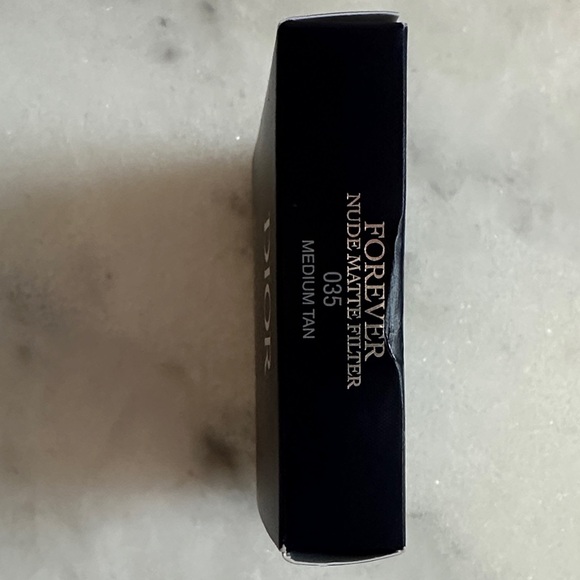 FOREVER
NUDE MATTE FILTER
035
MEDIUM TAN
DIOR